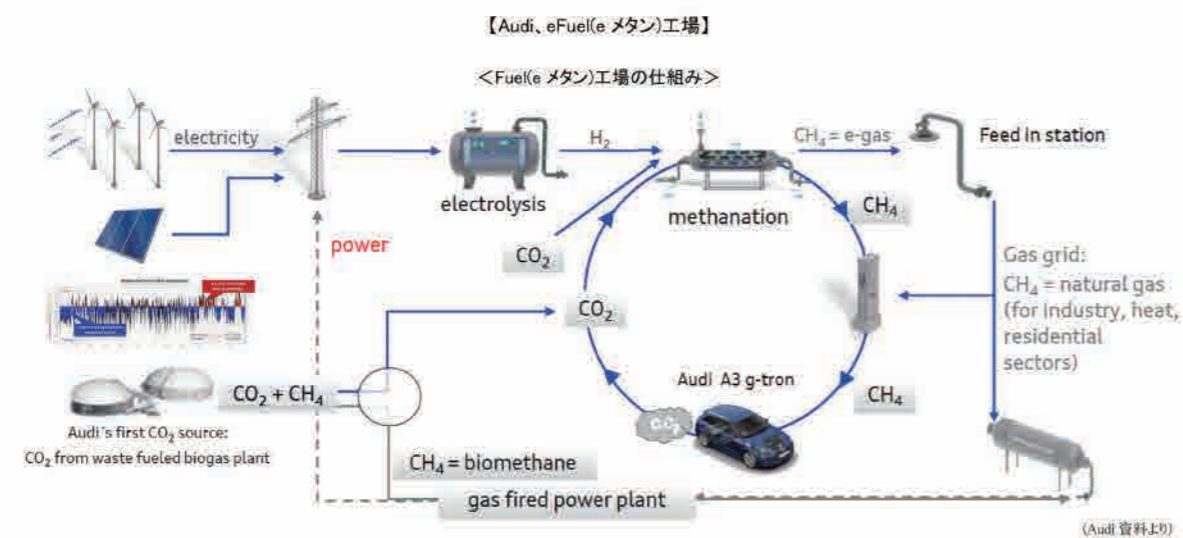 【Audi、eFuel(e メタン)工場】
＜Fuel(e メタン)工場の仕組み＞
electricity
H₂
CH₄ = e-gas
Feed in station
electrolysis
methanation
CH₄
power
CO₂
Gas grid:
CH₄ = natural gas
(for industry, heat,
residential
sectors)
CO₂
Audi A3 g-tron
CH₄
CO₂ + CH₄
CO₂
Audi's first CO₂ source:
CO₂ from waste fueled biogas plant
CH₄ = biomethane
gas fired power plant
(Audi 資料より)